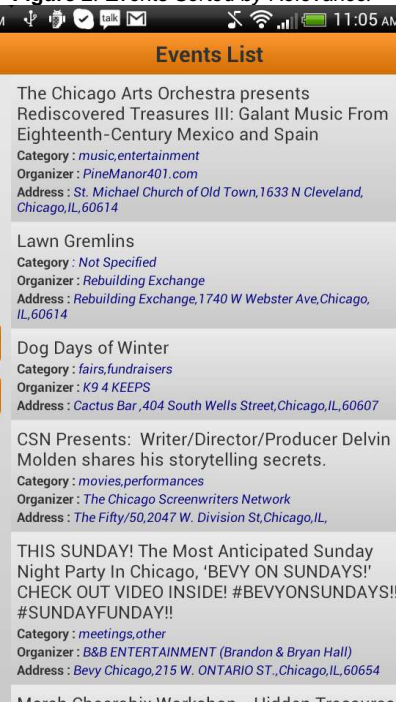 Figure 2. Events Sorted by Relevance.
talk 11:05 AM
Events List
The Chicago Arts Orchestra presents
Rediscovered Treasures III: Galant Music From
Eighteenth-Century Mexico and Spain
Category : music,entertainment
Organizer : PineManor401.com
Address : St. Michael Church of Old Town,1633 N Cleveland,
Chicago,IL,60614
Lawn Gremlins
Category : Not Specified
Organizer : Rebuilding Exchange
Address : Rebuilding Exchange,1740 W Webster Ave,Chicago,
IL,60614
Dog Days of Winter
Category : fairs,fundraisers
Organizer : K9 4 KEEPS
Address : Cactus Bar ,404 South Wells Street,Chicago,IL,60607
CSN Presents:  Writer/Director/Producer Delvin
Molden shares his storytelling secrets.
Category : movies,performances
Organizer : The Chicago Screenwriters Network
Address : The Fifty/50,2047 W. Division St,Chicago,IL,
THIS SUNDAY! The Most Anticipated Sunday
Night Party In Chicago, ‘BEVY ON SUNDAYS!’
CHECK OUT VIDEO INSIDE! #BEVYONSUNDAYS!!
#SUNDAYFUNDAY!!
Category : meetings,other
Organizer : B&B ENTERTAINMENT (Brandon & Bryan Hall)
Address : Bevy Chicago,215 W. ONTARIO ST.,Chicago,IL,60654
Workshop - Hidden Treasures